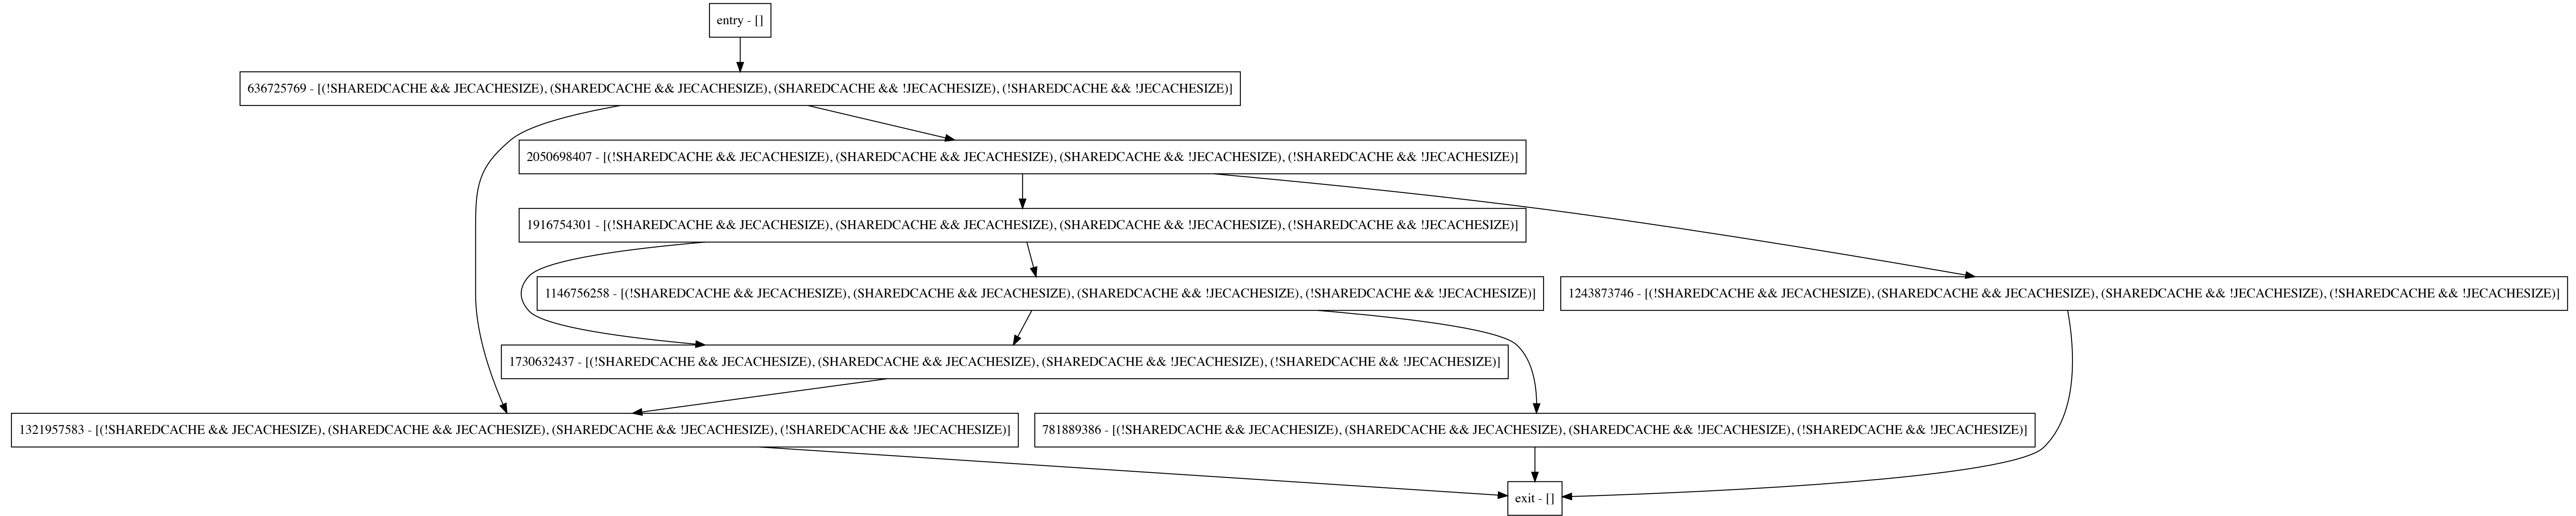 entry - []
636725769 - [(!SHAREDCACHE && JECACHESIZE), (SHAREDCACHE && JECACHESIZE), (SHAREDCACHE && !JECACHESIZE), (!SHAREDCACHE && !JECACHESIZE)]
2050698407 - [(!SHAREDCACHE && JECACHESIZE), (SHAREDCACHE && JECACHESIZE), (SHAREDCACHE && !JECACHESIZE), (!SHAREDCACHE && !JECACHESIZE)]
1916754301 - [(!SHAREDCACHE && JECACHESIZE), (SHAREDCACHE && JECACHESIZE), (SHAREDCACHE && !JECACHESIZE), (!SHAREDCACHE && !JECACHESIZE)]
1146756258 - [(!SHAREDCACHE && JECACHESIZE), (SHAREDCACHE && JECACHESIZE), (SHAREDCACHE && !JECACHESIZE), (!SHAREDCACHE && !JECACHESIZE)]
1243873746 - [(!SHAREDCACHE && JECACHESIZE), (SHAREDCACHE && JECACHESIZE), (SHAREDCACHE && !JECACHESIZE), (!SHAREDCACHE && !JECACHESIZE)]
1730632437 - [(!SHAREDCACHE && JECACHESIZE), (SHAREDCACHE && JECACHESIZE), (SHAREDCACHE && !JECACHESIZE), (!SHAREDCACHE && !JECACHESIZE)]
1321957583 - [(!SHAREDCACHE && JECACHESIZE), (SHAREDCACHE && JECACHESIZE), (SHAREDCACHE && !JECACHESIZE), (!SHAREDCACHE && !JECACHESIZE)]
781889386 - [(!SHAREDCACHE && JECACHESIZE), (SHAREDCACHE && JECACHESIZE), (SHAREDCACHE && !JECACHESIZE), (!SHAREDCACHE && !JECACHESIZE)]
exit - []